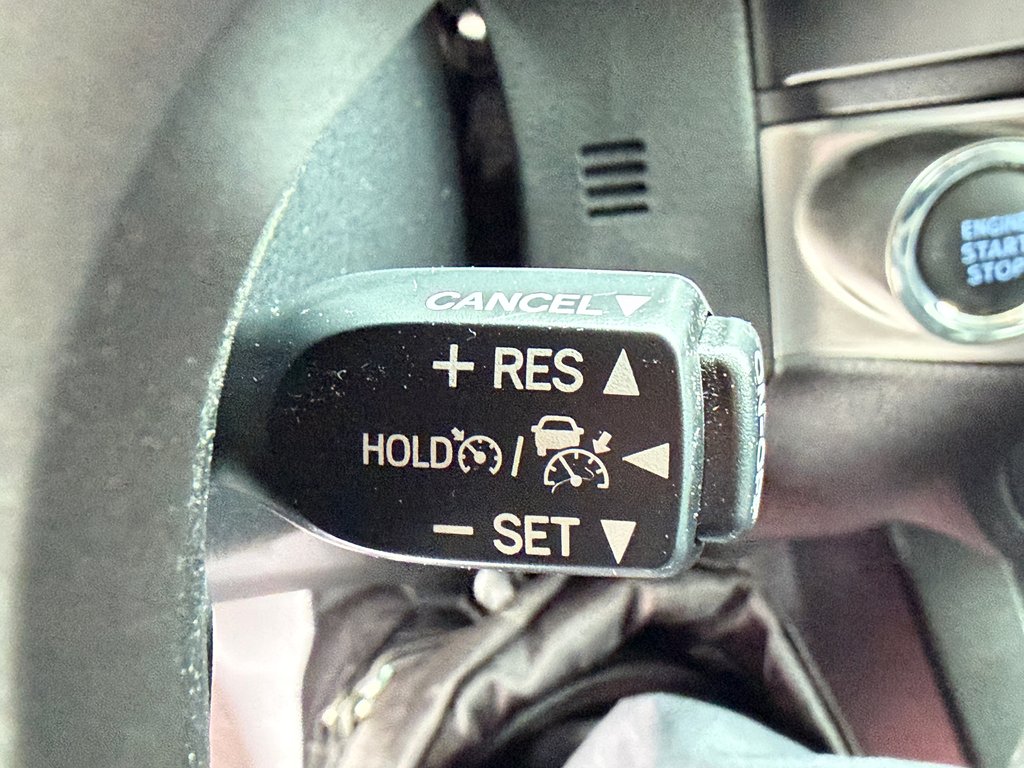 ENGINE
START
STOP
CANCEL
+ RES
HOLD /
- SET